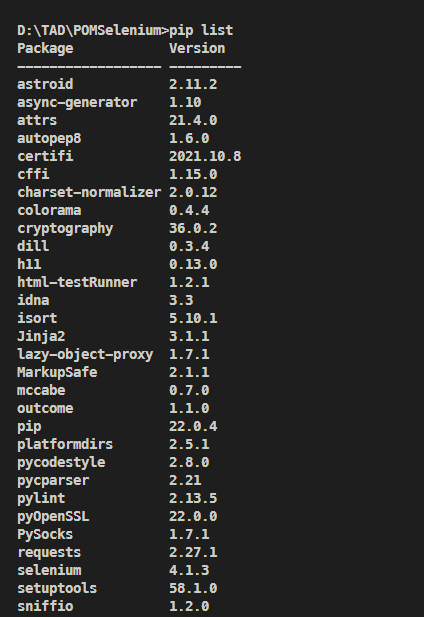 D:\TAD\POMSelenium>pip list
Package            Version
------------------ ---------
astroid            2.11.2
async-generator    1.10
attrs              21.4.0
autopep8           1.6.0
certifi            2021.10.8
cffi               1.15.0
charset-normalizer 2.0.12
colorama           0.4.4
cryptography       36.0.2
dill               0.3.4
h11                0.13.0
html-testRunner    1.2.1
idna               3.3
isort              5.10.1
Jinja2             3.1.1
lazy-object-proxy  1.7.1
MarkupSafe         2.1.1
mccabe             0.7.0
outcome            1.1.0
pip                22.0.4
platformdirs       2.5.1
pycodestyle        2.8.0
pycparser          2.21
pylint             2.13.5
pyOpenSSL          22.0.0
PySocks            1.7.1
requests           2.27.1
selenium           4.1.3
setuptools         58.1.0
sniffio            1.2.0